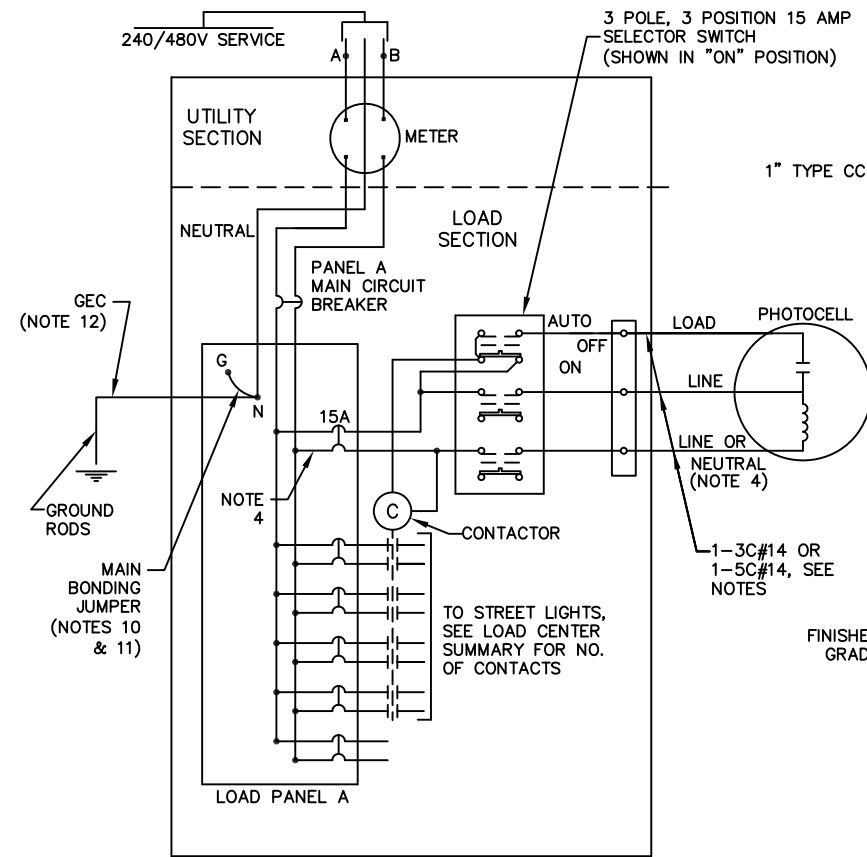 240/480V SERVICE
A
B
3 POLE, 3 POSITION 15 AMP
SELECTOR SWITCH
(SHOWN IN "ON" POSITION)
UTILITY
SECTION
METER
1" TYPE CC
NEUTRAL
LOAD
SECTION
PANEL A
MAIN CIRCUIT
BREAKER
GEC
(NOTE 12)
AUTO
OFF
ON
LOAD
PHOTOCELL
G
N
15A
LINE
LINE OR
NEUTRAL
(NOTE 4)
NOTE
4
GROUND
RODS
C
CONTACTOR
MAIN
BONDING
JUMPER
(NOTES 10
& 11)
1-3C#14 OR
1-5C#14, SEE
NOTES
TO STREET LIGHTS,
SEE LOAD CENTER
SUMMARY FOR NO.
OF CONTACTS
FINISHE
GRAD
LOAD PANEL A